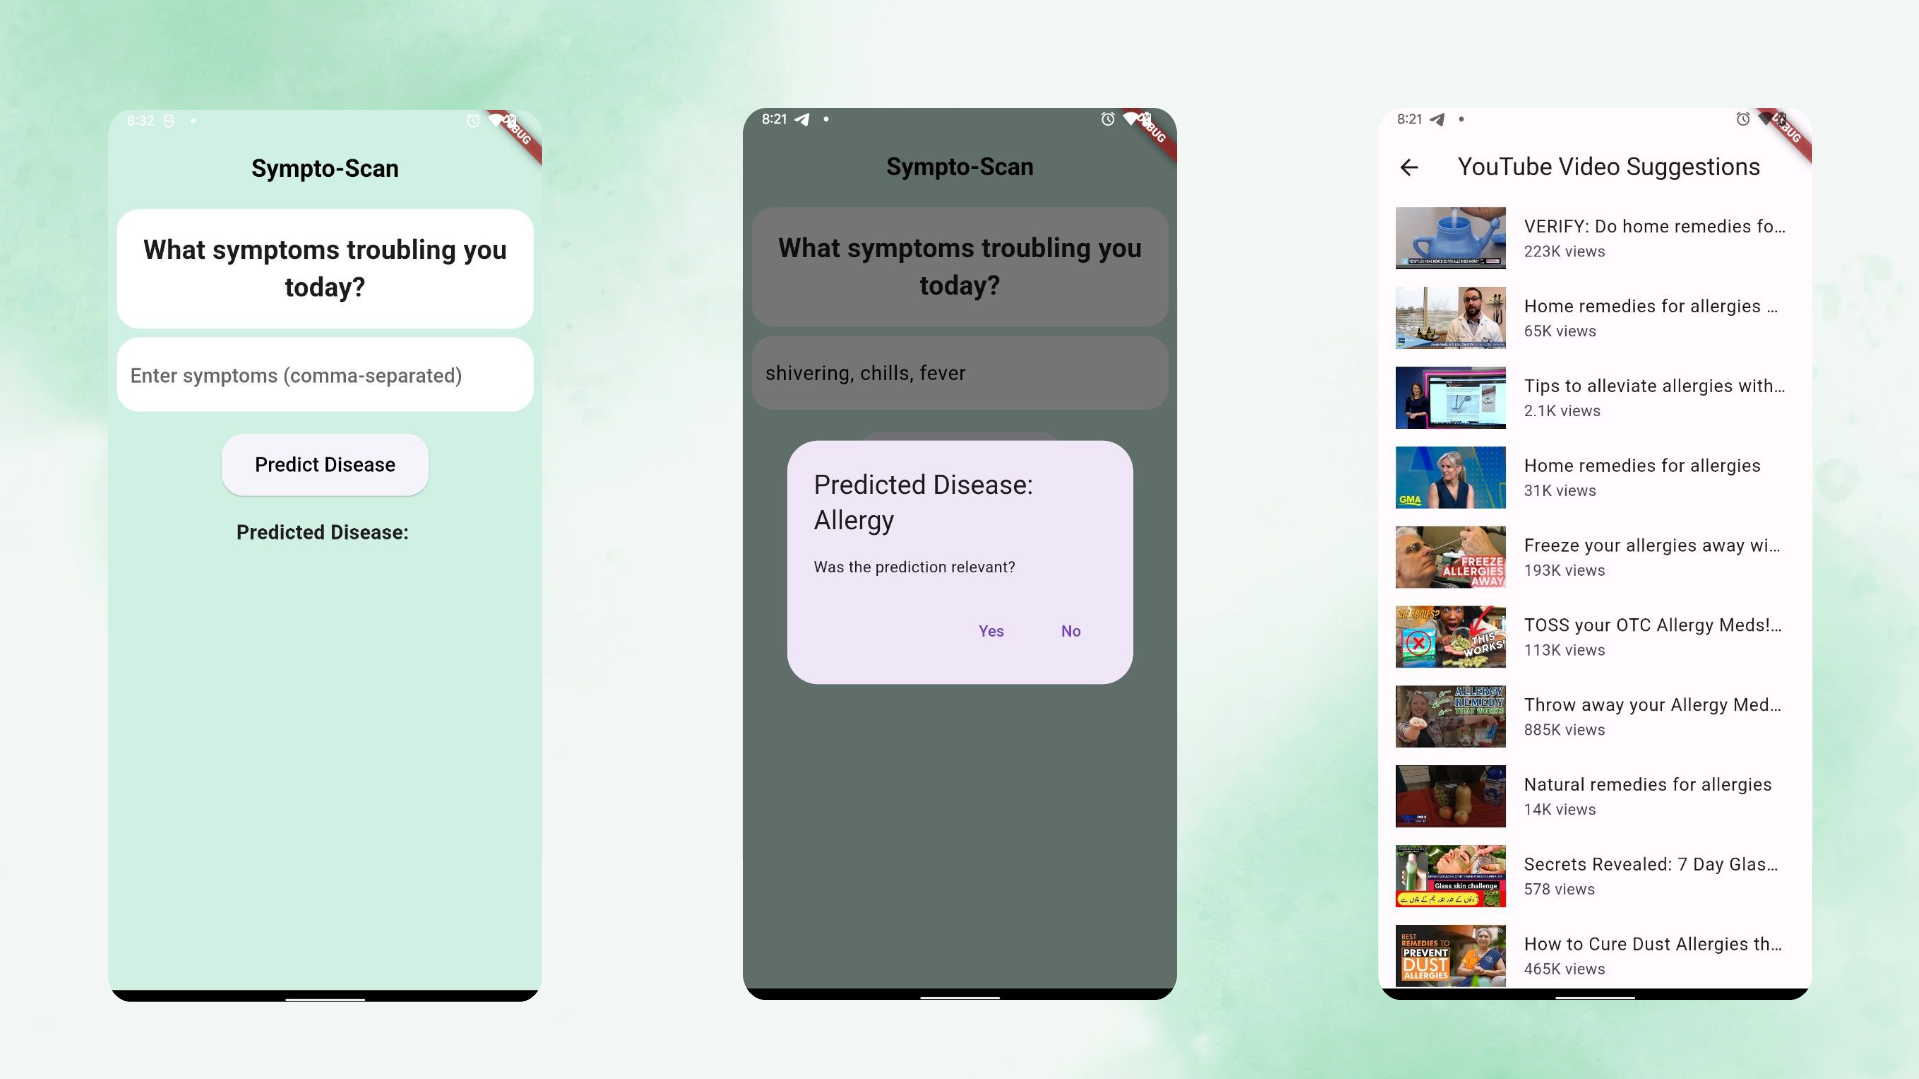 8:32
DEBUG
Sympto-Scan
What symptoms troubling you
today?
Enter symptoms (comma-separated)
Predict Disease
Predicted Disease:
8:21
DEBUG
Sympto-Scan
What symptoms troubling you
today?
shivering, chills, fever
Predicted Disease:
Allergy
Was the prediction relevant?
Yes
No
8:21
DEBUG
YouTube Video Suggestions
VERIFY: Do home remedies fo...
223K views
Home remedies for allergies ...
65K views
Tips to alleviate allergies with...
2.1K views
Home remedies for allergies
31K views
GMA
Freeze your allergies away wi...
193K views
FREEZE
ALLERGIES
AWAY
TOSS your OTC Allergy Meds!...
113K views
THIS
WORKS!
Throw away your Allergy Med...
885K views
ALLERGY
REMEDY
THAT WORKS
Natural remedies for allergies
14K views
Secrets Revealed: 7 Day Glas...
578 views
Glass skin challenge
How to Cure Dust Allergies th...
465K views
BEST
REMEDIES TO
PREVENT
DUST
ALLERGIES